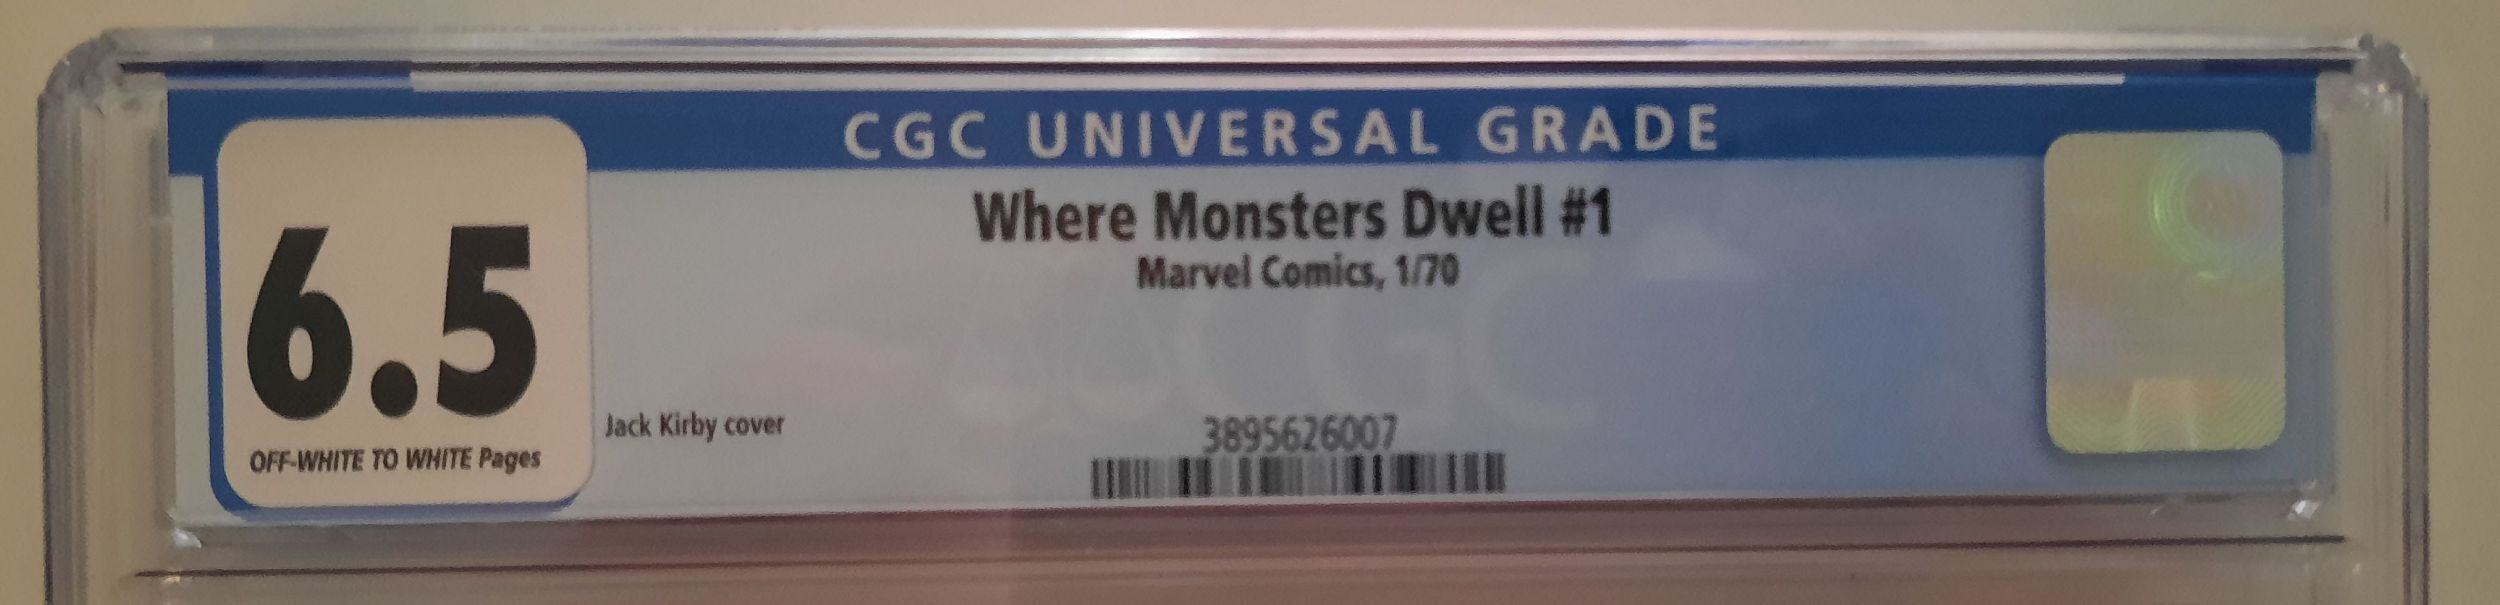 CGC UNIVERSAL GRADE
6.5
OFF-WHITE TO WHITE Pages
Where Monsters Dwell #1
Marvel Comics, 1/70
Jack Kirby cover
3895626007
CGC